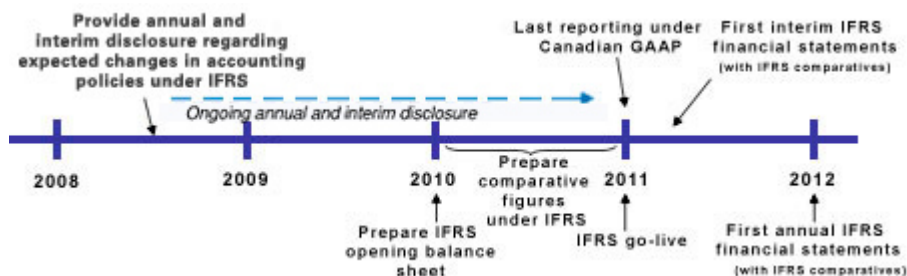 Provide annual and
interim disclosure regarding
expected changes in accounting
policies under IFRS
Last reporting under
Canadian GAAP
First interim IFRS
financial statements
(with IFRS comparatives)
Ongoing annual and interim disclosure
2008
2009
2010
Prepare
comparative
figures
under IFRS
2011
2012
Prepare IFRS
opening balance
sheet
IFRS go-live
First annual IFRS
financial statements
(with IFRS comparatives)